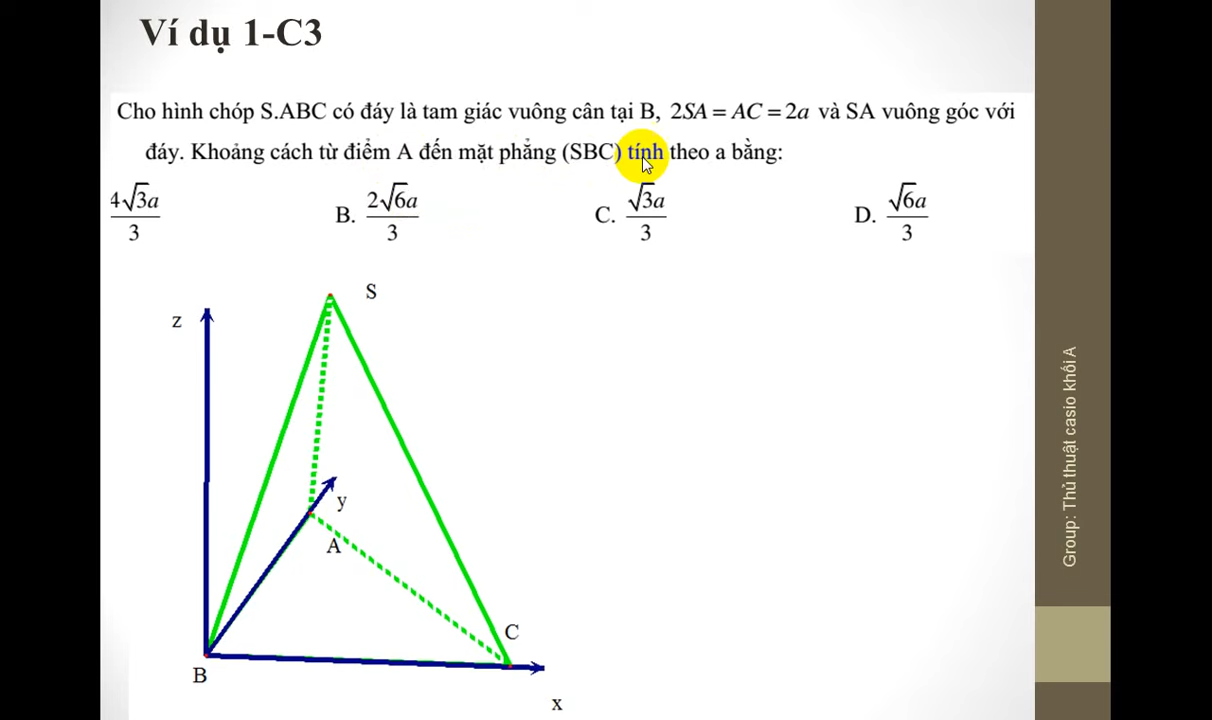 Ví dụ 1-C3
Cho hình chóp S.ABC có đáy là tam giác vuông cân tại B, 2SA = AC = 2a và SA vuông góc với
đáy. Khoảng cách từ điểm A đến mặt phẳng (SBC) tính theo a bằng:
4√3a/3 B. 2√6a/3 C. √3a/3 D. √6a/3
S
z
y
A
C
B
x
Group: Thủ thuật casio khối A